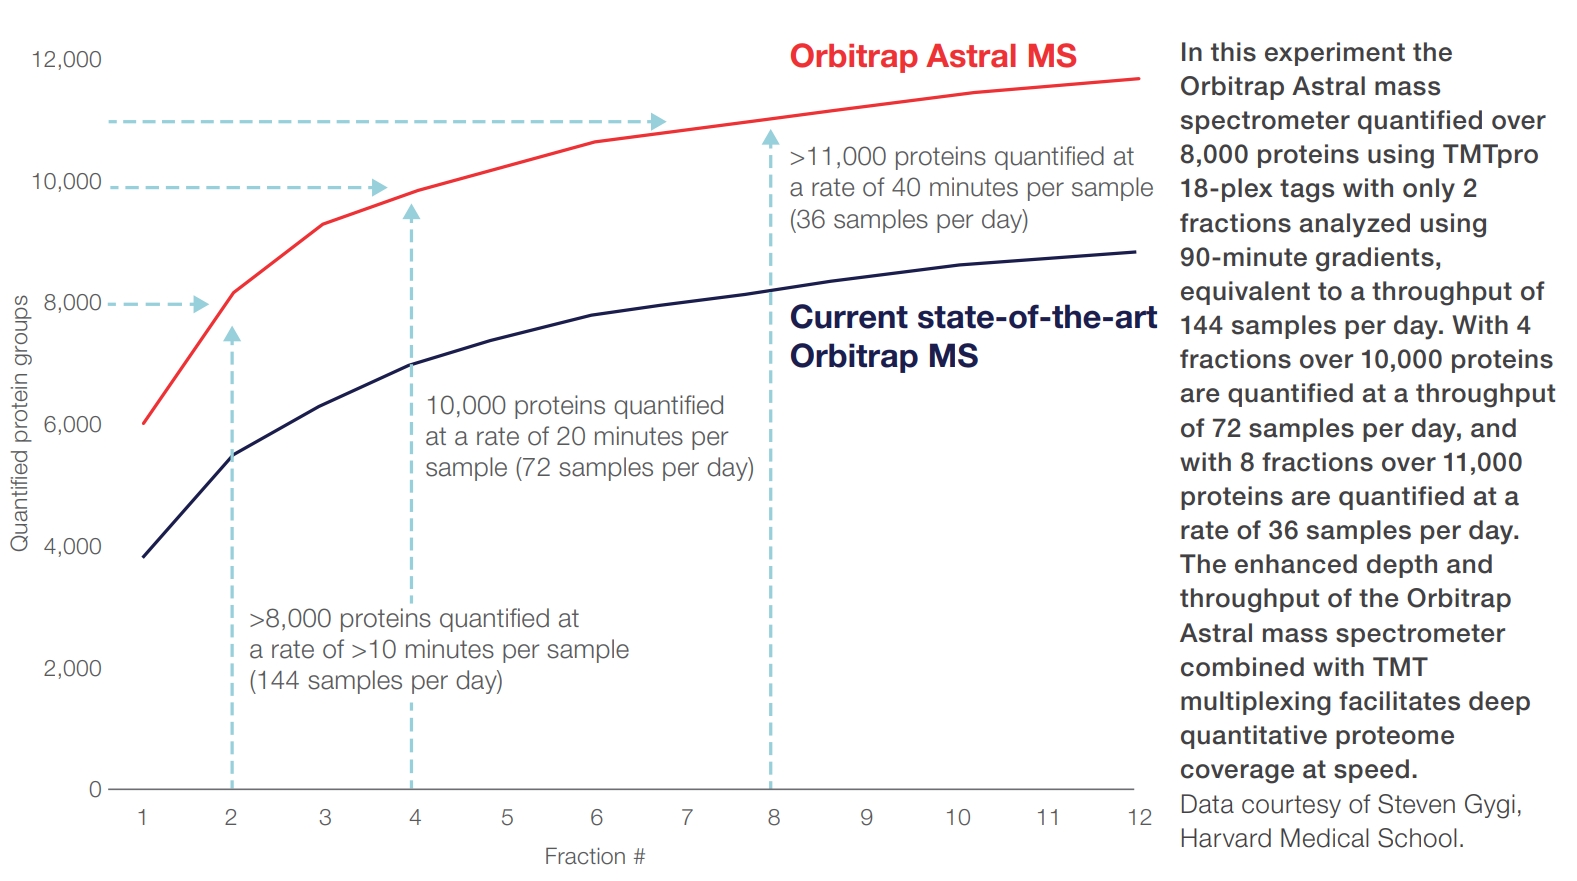 12,000
10,000
8,000
6,000
4,000
2,000
0
Quantified protein groups
1 2 3 4 5 6 7 8 9 10 11 12
Fraction #
Orbitrap Astral MS
>11,000 proteins quantified at
a rate of 40 minutes per sample
(36 samples per day)
Current state-of-the-art
Orbitrap MS
10,000 proteins quantified
at a rate of 20 minutes per
sample (72 samples per day)
>8,000 proteins quantified at
a rate of >10 minutes per sample
(144 samples per day)
In this experiment the
Orbitrap Astral mass
spectrometer quantified over
8,000 proteins using TMTpro
18-plex tags with only 2
fractions analyzed using
90-minute gradients,
equivalent to a throughput of
144 samples per day. With 4
fractions over 10,000 proteins
are quantified at a throughput
of 72 samples per day, and
with 8 fractions over 11,000
proteins are quantified at a
rate of 36 samples per day.
The enhanced depth and
throughput of the Orbitrap
Astral mass spectrometer
combined with TMT
multiplexing facilitates deep
quantitative proteome
coverage at speed.
Data courtesy of Steven Gygi,
Harvard Medical School.